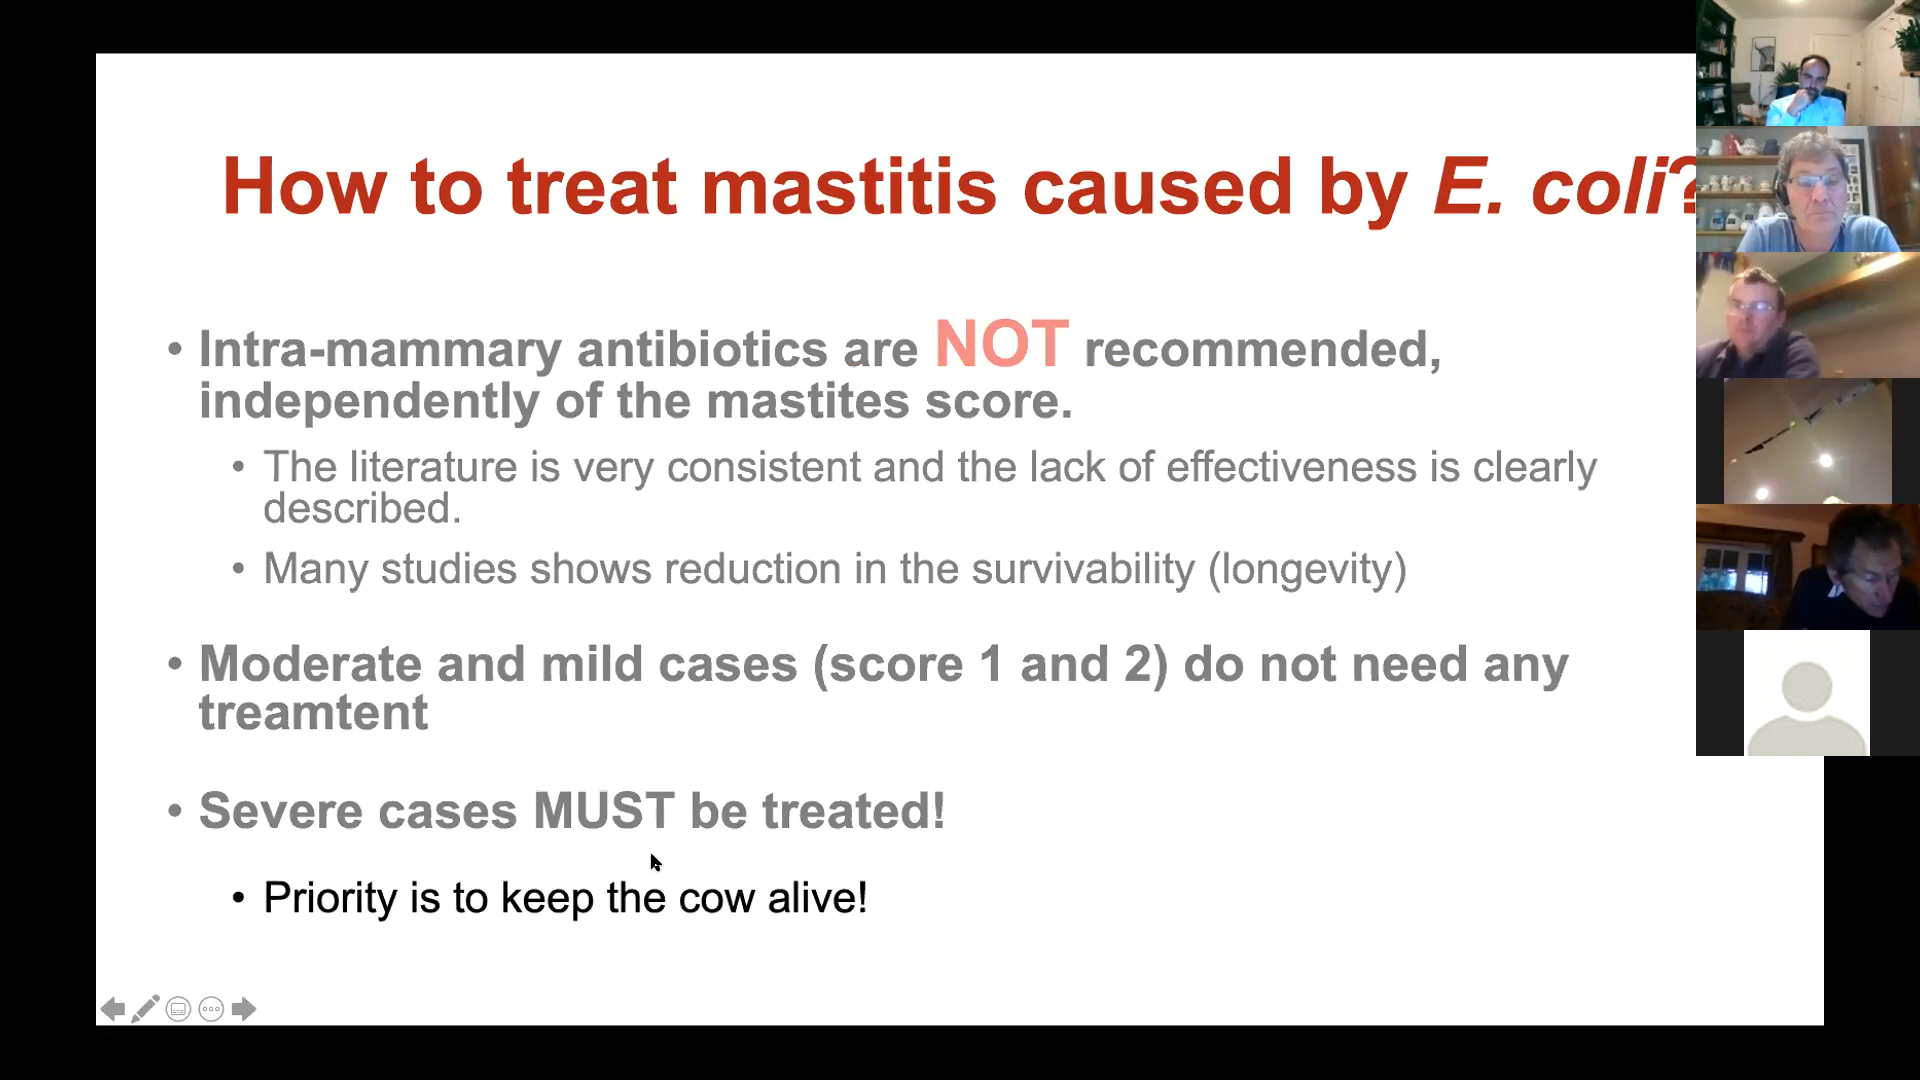 How to treat mastitis caused by E. coli?
• Intra-mammary antibiotics are NOT recommended,
independently of the mastites score.
• The literature is very consistent and the lack of effectiveness is clearly
described.
• Many studies shows reduction in the survivability (longevity)
• Moderate and mild cases (score 1 and 2) do not need any
treamtent
• Severe cases MUST be treated!
• Priority is to keep the cow alive!